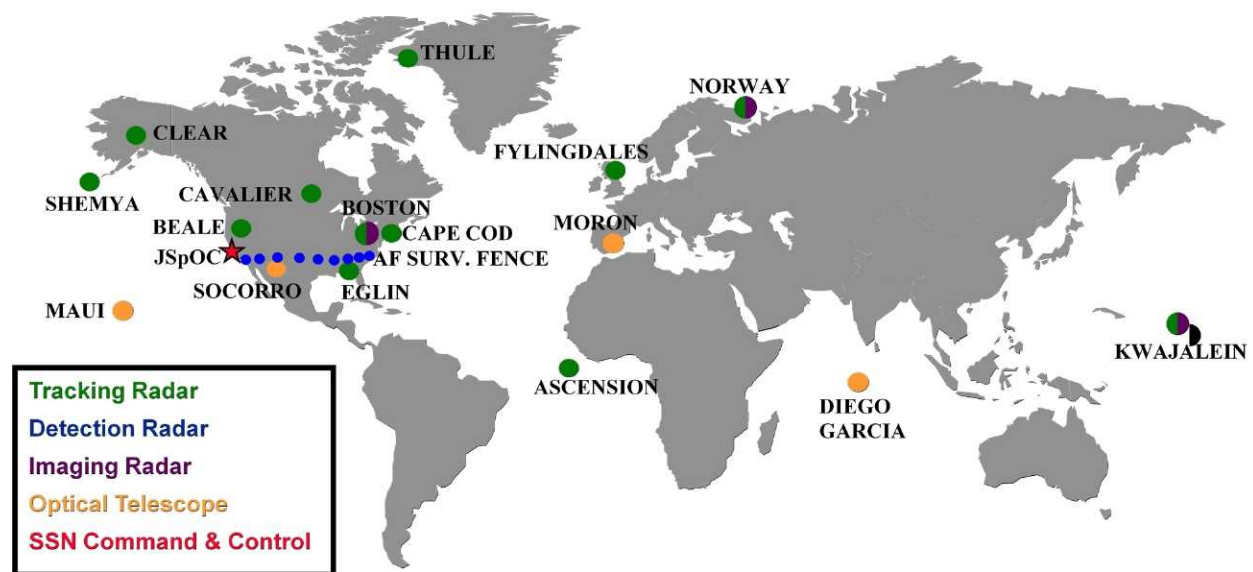 THULE
NORWAY
CLEAR
FYLINGDALES
SHEMYA
CAVALIER
BOSTON
BEALE
CAPE COD
MORON
JSpOC
AF SURV. FENCE
SOCORRO
EGLIN
MAUI
KWAJALEIN
ASCENSION
DIEGO
GARCIA
Tracking Radar
Detection Radar
Imaging Radar
Optical Telescope
SSN Command & Control